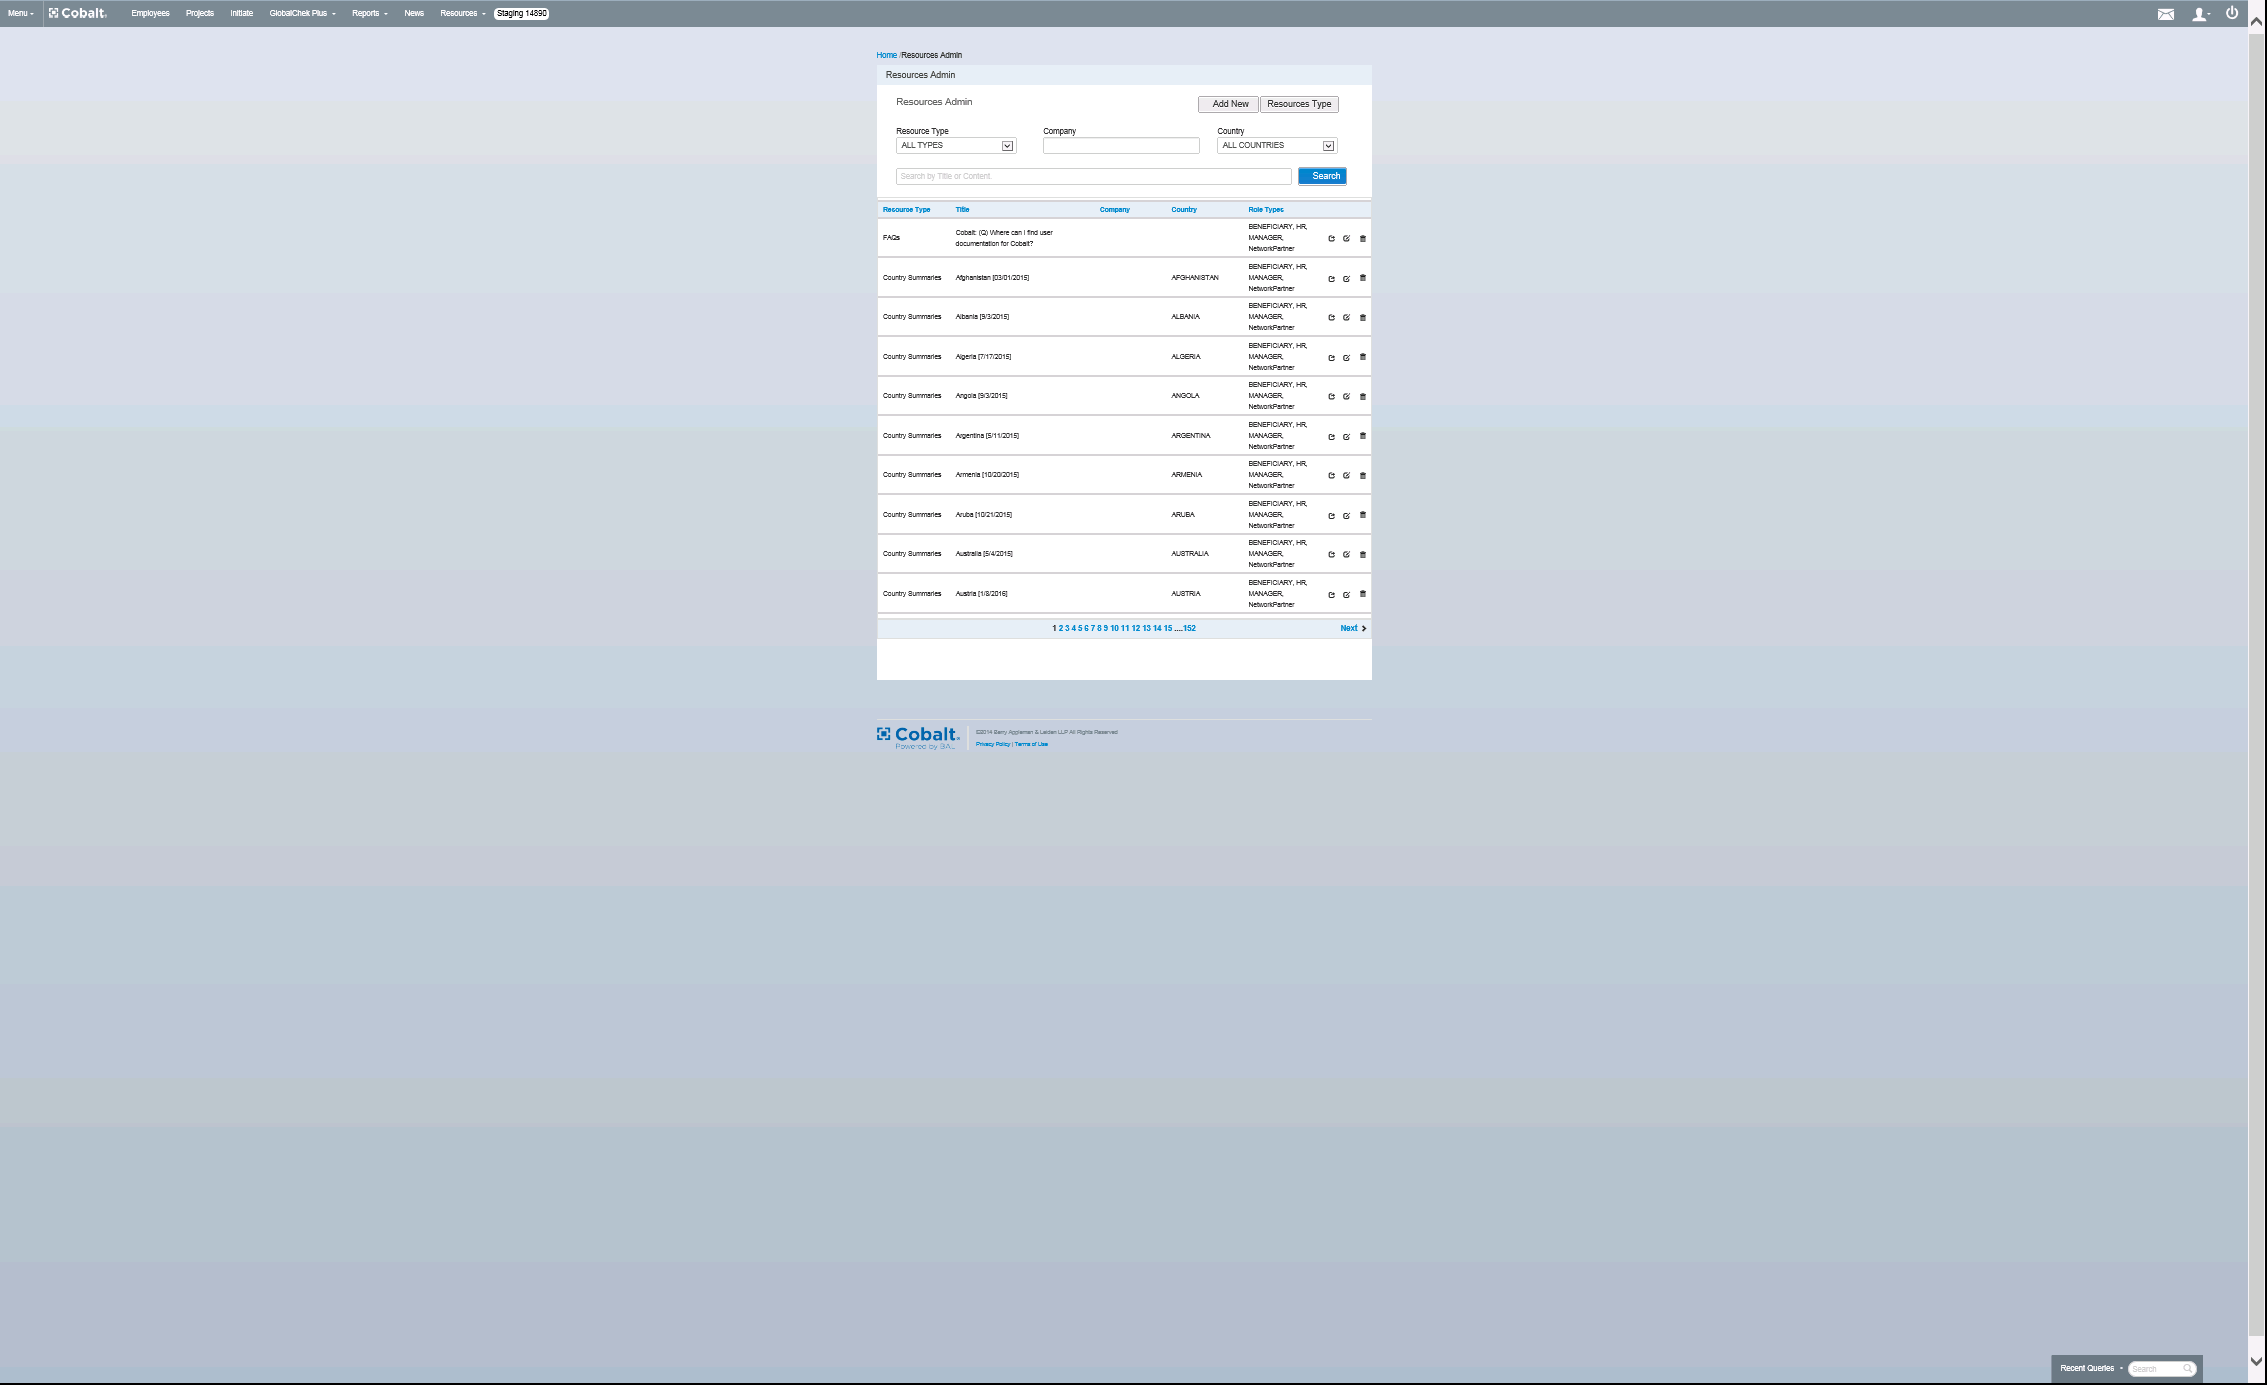 Menu Cobalt. Employees Projects Initiate GlobalChek Plus Reports News Resources Staging 14890
Home /Resources Admin
Resources Admin
Resources Admin Add New Resources Type
Resource Type Company Country
ALL TYPES ALL COUNTRIES
Search by Title or Content. Search
Resource Type Title Company Country Role Types
FAQs Cobalt: (Q) Where can I find user documentation for Cobalt? BENEFICIARY, HR, MANAGER, NetworkPartner
Country Summaries Afghanistan [03/01/2015] AFGHANISTAN BENEFICIARY, HR, MANAGER, NetworkPartner
Country Summaries Albania [9/3/2015] ALBANIA BENEFICIARY, HR, MANAGER, NetworkPartner
Country Summaries Algeria [7/17/2015] ALGERIA BENEFICIARY, HR, MANAGER, NetworkPartner
Country Summaries Angola [9/3/2015] ANGOLA BENEFICIARY, HR, MANAGER, NetworkPartner
Country Summaries Argentina [5/11/2015] ARGENTINA BENEFICIARY, HR, MANAGER, NetworkPartner
Country Summaries Armenia [10/20/2015] ARMENIA BENEFICIARY, HR, MANAGER, NetworkPartner
Country Summaries Aruba [10/21/2015] ARUBA BENEFICIARY, HR, MANAGER, NetworkPartner
Country Summaries Australia [5/4/2015] AUSTRALIA BENEFICIARY, HR, MANAGER, NetworkPartner
Country Summaries Austria [1/8/2016] AUSTRIA BENEFICIARY, HR, MANAGER, NetworkPartner
1 2 3 4 5 6 7 8 9 10 11 12 13 14 15 ....152 Next
Cobalt. ©2014 Berry Appleman & Leiden LLP All Rights Reserved
Powered by BAL Privacy Policy | Terms of Use
Recent Queries Search